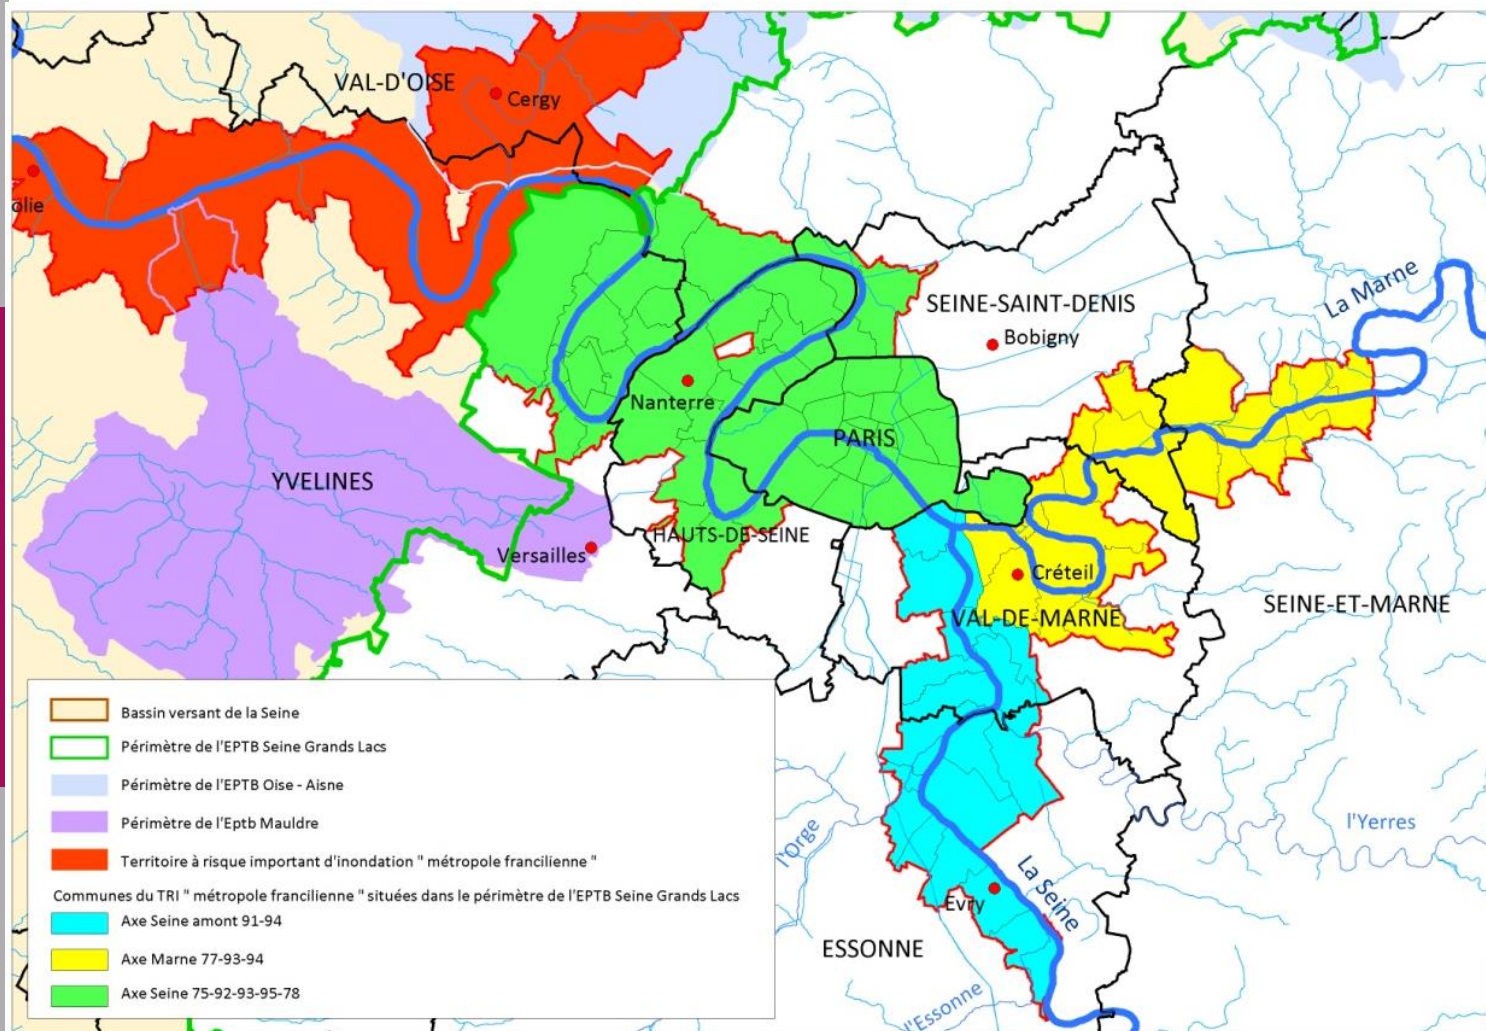 VAL-D'OISE
Cergy
olie
La Marne
SEINE-SAINT-DENIS
Bobigny
Nanterre
PARIS
YVELINES
HAUTS-DE-SEINE
Versailles
Créteil
VAL-DE-MARNE
SEINE-ET-MARNE
l'Orge
l'Yerres
La Seine
Evry
ESSONNE
l'Essonne
Bassin versant de la Seine
Périmètre de l'EPTB Seine Grands Lacs
Périmètre de l'EPTB Oise - Aisne
Périmètre de l'Eptb Mauldre
Territoire à risque important d'inondation " métropole francilienne "
Communes du TRI " métropole francilienne " situées dans le périmètre de l'EPTB Seine Grands Lacs
Axe Seine amont 91-94
Axe Marne 77-93-94
Axe Seine 75-92-93-95-78